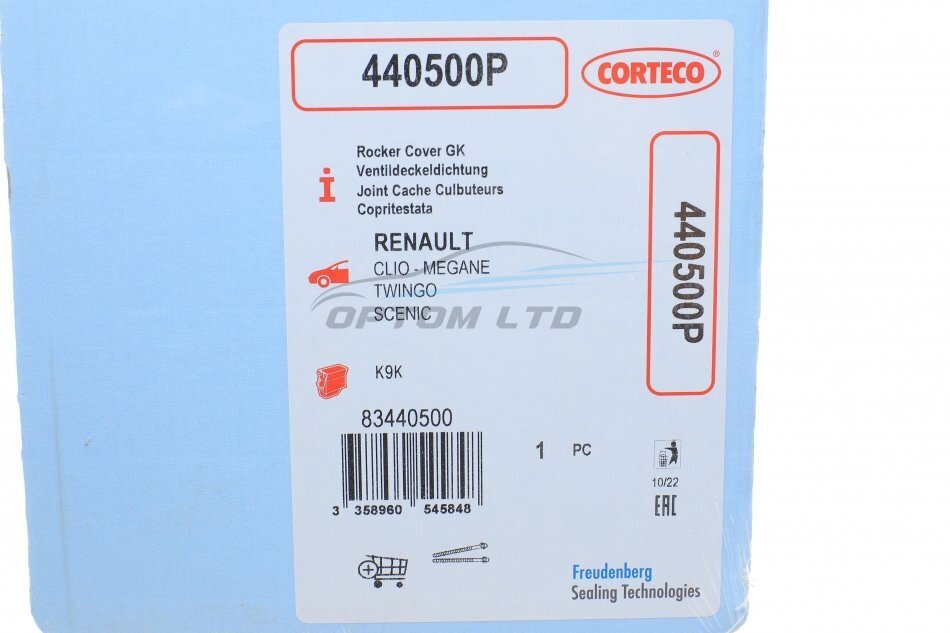 440500P
CORTECO®
Rocker Cover GK
Ventildeckeldichtung
Joint Cache Culbuteurs
Copritestata
440500P
RENAULT
CLIO - MEGANE
TWINGO
SCENIC
OPTOM LTD
K9K
83440500
3 358960 545848
1 PC
10/22
EAC
Freudenberg
Sealing Technologies